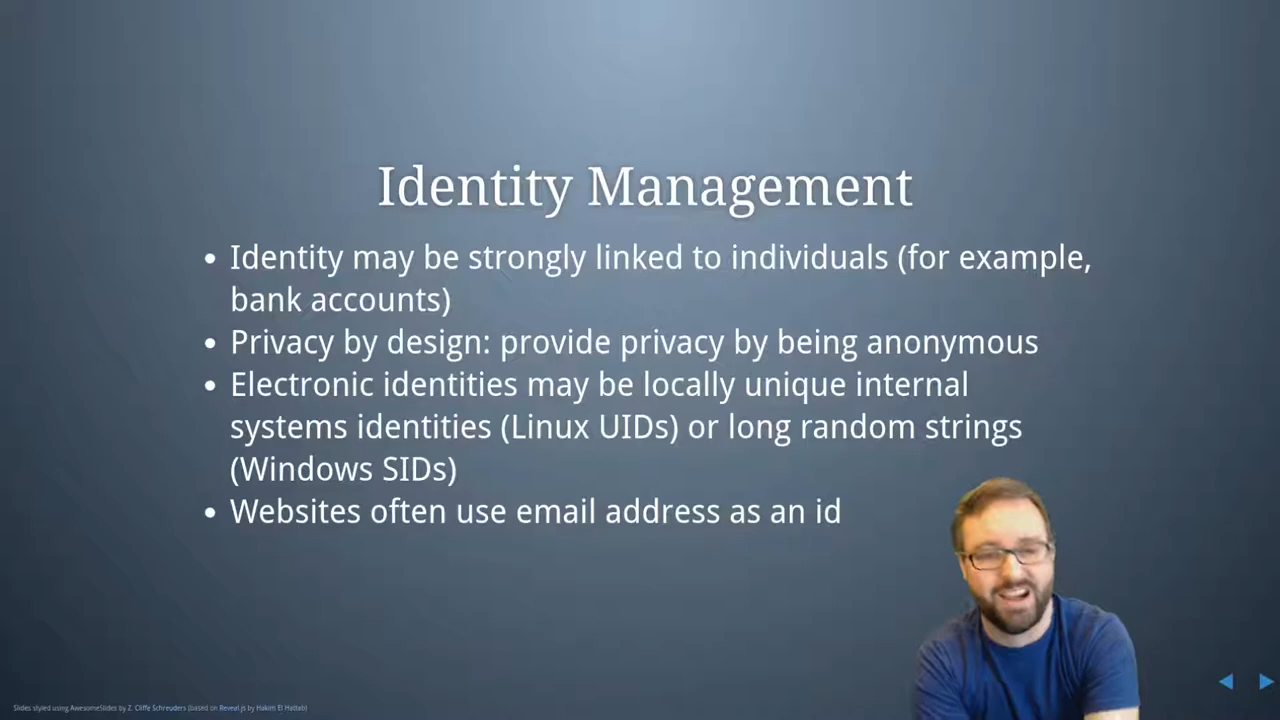 Identity Management
• Identity may be strongly linked to individuals (for example,
bank accounts)
• Privacy by design: provide privacy by being anonymous
• Electronic identities may be locally unique internal
systems identities (Linux UIDs) or long random strings
(Windows SIDs)
• Websites often use email address as an id
Slides styled using AwesomeSlides by Z. Cliffe Schreuders (based on Reveal.js by Hakim El Hattab)